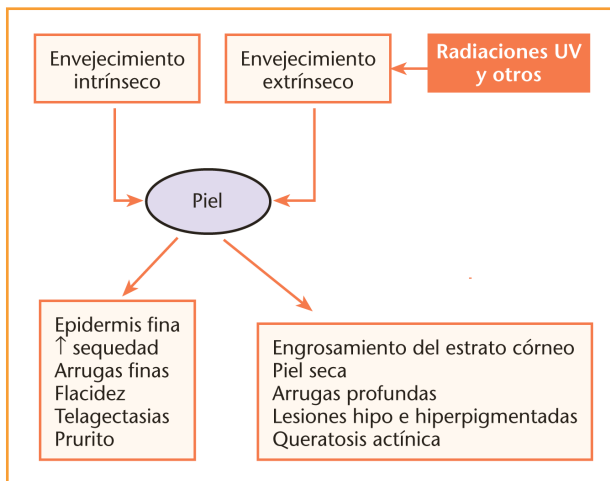 Envejecimiento
intrínseco
Envejecimiento
extrínseco
Radiaciones UV
y otros
Piel
Epidermis fina
↑ sequedad
Arrugas finas
Flacidez
Telagectasias
Prurito
Engrosamiento del estrato córneo
Piel seca
Arrugas profundas
Lesiones hipo e hiperpigmentadas
Queratosis actínica